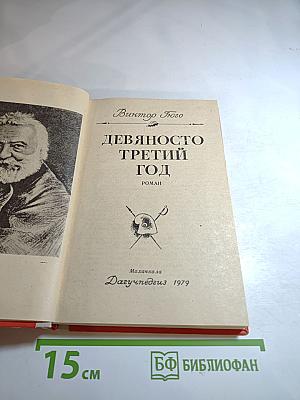 Виктор Гюго
ДЕВЯНОСТО
ТРЕТИЙ
ГОД
РОМАН
Махачкала
Дагучпедгиз 1979
15 см
БФ БИБЛИОФАН